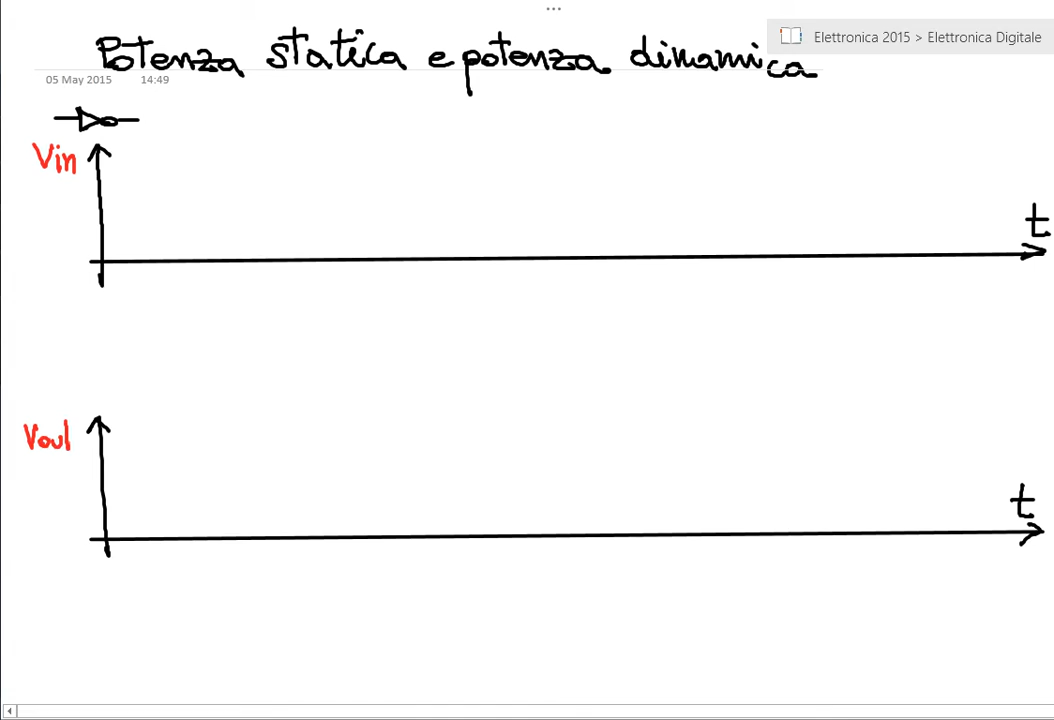 ...
Elettronica 2015 > Elettronica Digitale
Potenza statica e potenza dinamica
05 May 2015 14:49
Vin
t
Vout
t